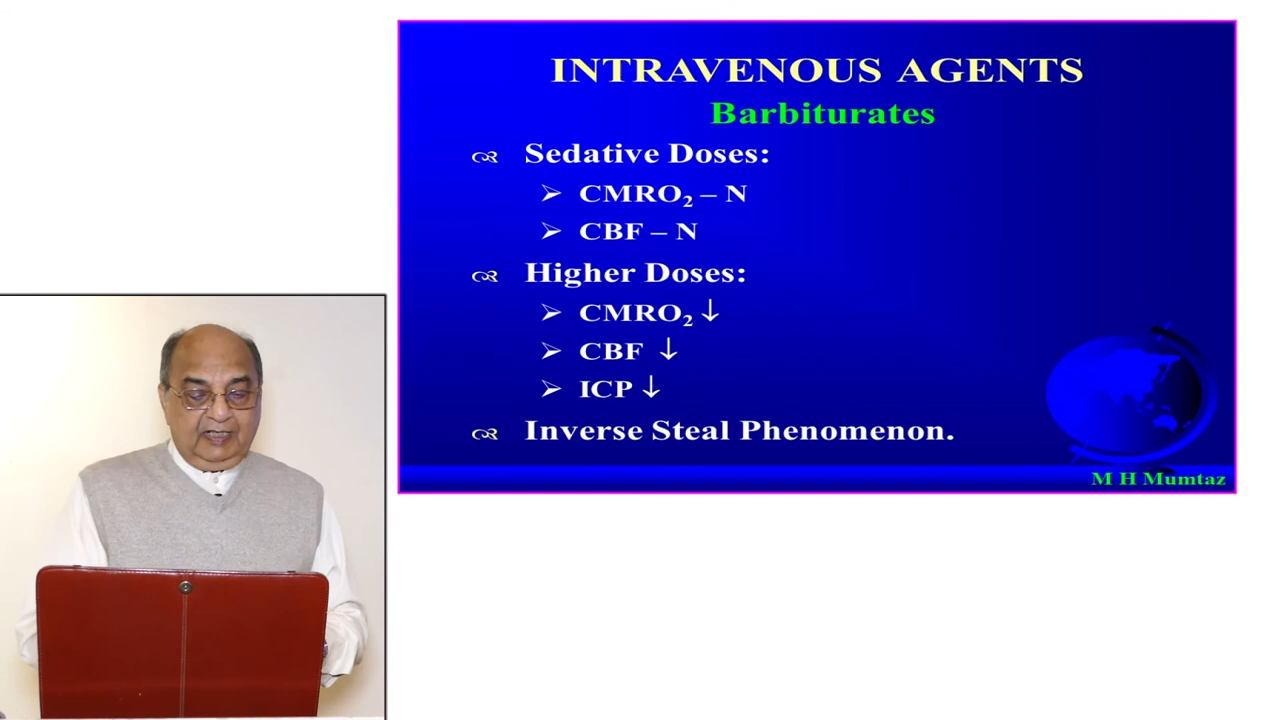 INTRAVENOUS AGENTS
Barbiturates
Sedative Doses:
CMRO₂ – N
CBF – N
Higher Doses:
CMRO₂ ↓
CBF ↓
ICP ↓
Inverse Steal Phenomenon.
M H Mumtaz